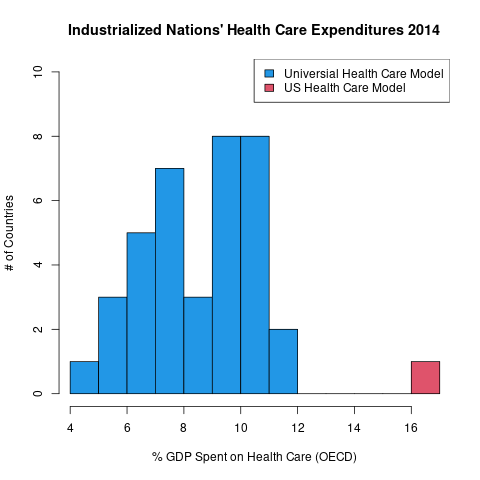 Industrialized Nations' Health Care Expenditures 2014
Universial Health Care Model
US Health Care Model
10
8
6
4
2
0
# of Countries
4 6 8 10 12 14 16
% GDP Spent on Health Care (OECD)